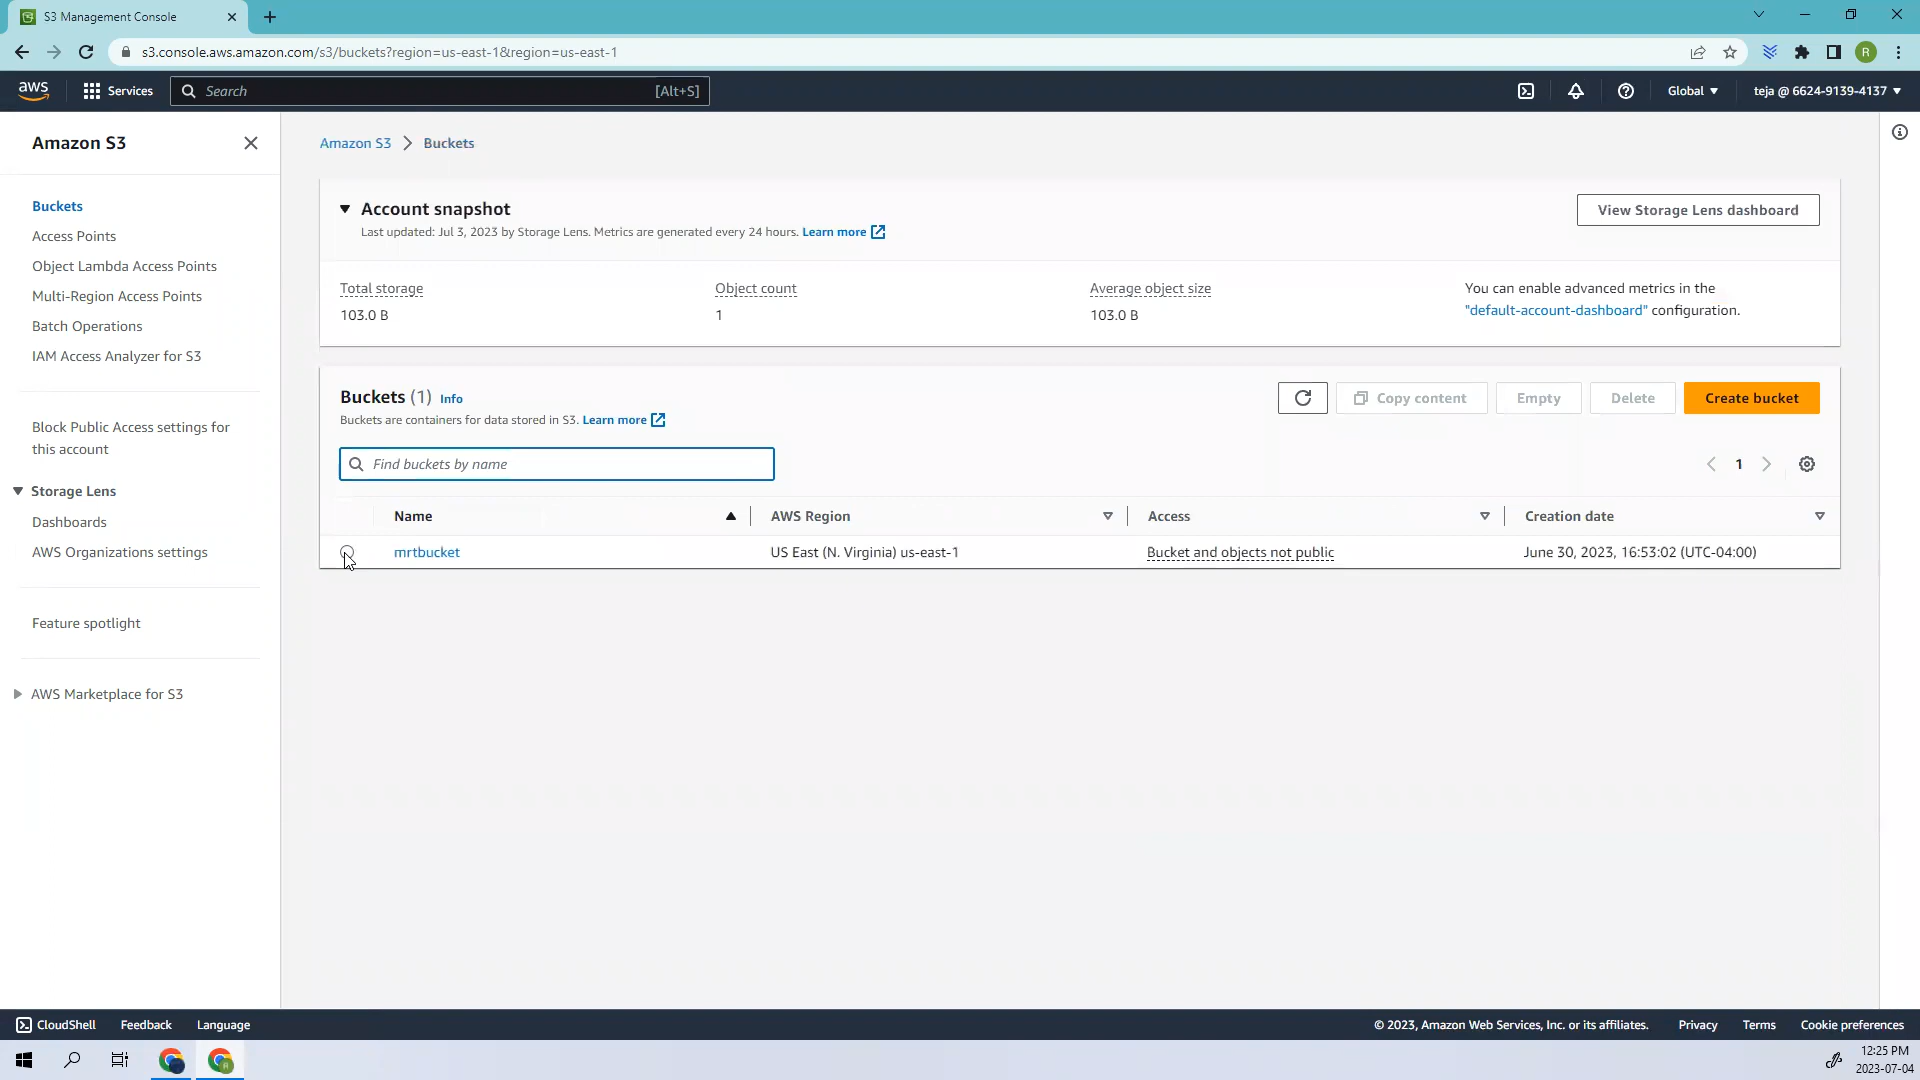 S3 Management Console
s3.console.aws.amazon.com/s3/buckets?region=us-east-1&region=us-east-1
R
aws
Services
Search
[Alt+S]
Global
teja @ 6624-9139-4137
Amazon S3
Buckets
Access Points
Object Lambda Access Points
Multi-Region Access Points
Batch Operations
IAM Access Analyzer for S3
Block Public Access settings for
this account
Storage Lens
Dashboards
AWS Organizations settings
Feature spotlight
AWS Marketplace for S3
Amazon S3 > Buckets
Account snapshot
Last updated: Jul 3, 2023 by Storage Lens. Metrics are generated every 24 hours. Learn more
View Storage Lens dashboard
Total storage
103.0 B
Object count
1
Average object size
103.0 B
You can enable advanced metrics in the
"default-account-dashboard" configuration.
Buckets (1) Info
Buckets are containers for data stored in S3. Learn more
Copy content
Empty
Delete
Create bucket
Find buckets by name
1
Name AWS Region Access Creation date
mrtbucket US East (N. Virginia) us-east-1 Bucket and objects not public June 30, 2023, 16:53:02 (UTC-04:00)
CloudShell Feedback Language
© 2023, Amazon Web Services, Inc. or its affiliates. Privacy Terms Cookie preferences
12:25 PM
2023-07-04